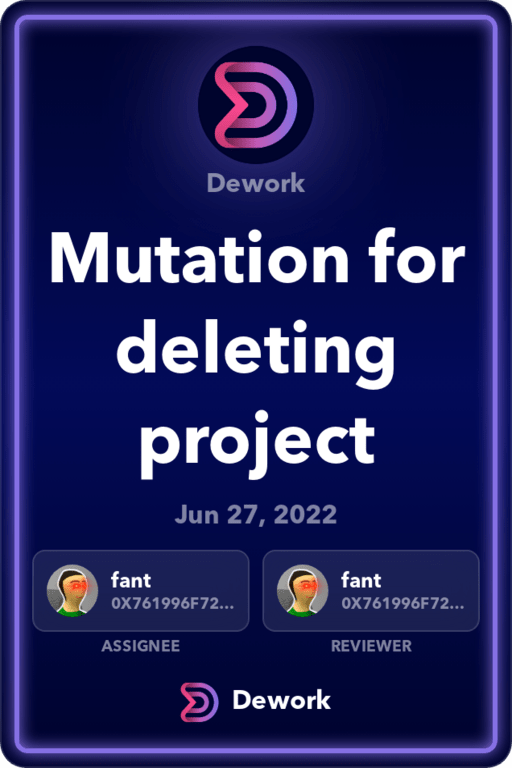 Dework
Mutation for
deleting
project
Jun 27, 2022
fant
0X761996F72...
ASSIGNEE
fant
0X761996F72...
REVIEWER
Dework